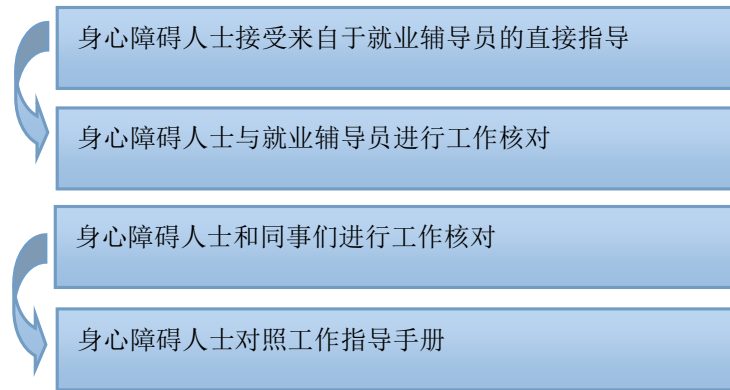 身心障碍人士接受来自于就业辅导员的直接指导
身心障碍人士与就业辅导员进行工作核对
身心障碍人士和同事们进行工作核对
身心障碍人士对照工作指导手册